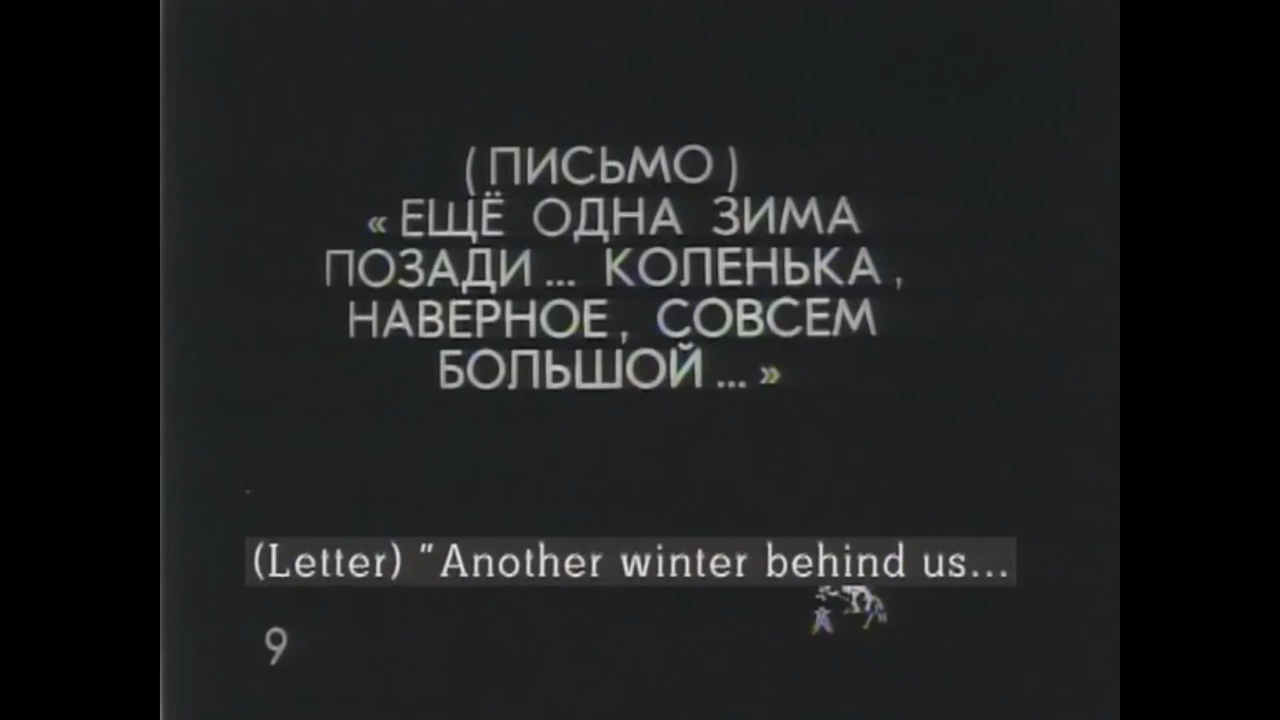 (ПИСЬМО)
«ЕЩЁ ОДНА ЗИМА
ПОЗАДИ... КОЛЕНЬКА,
НАВЕРНОЕ, СОВСЕМ
БОЛЬШОЙ...»
(Letter) "Another winter behind us...
9